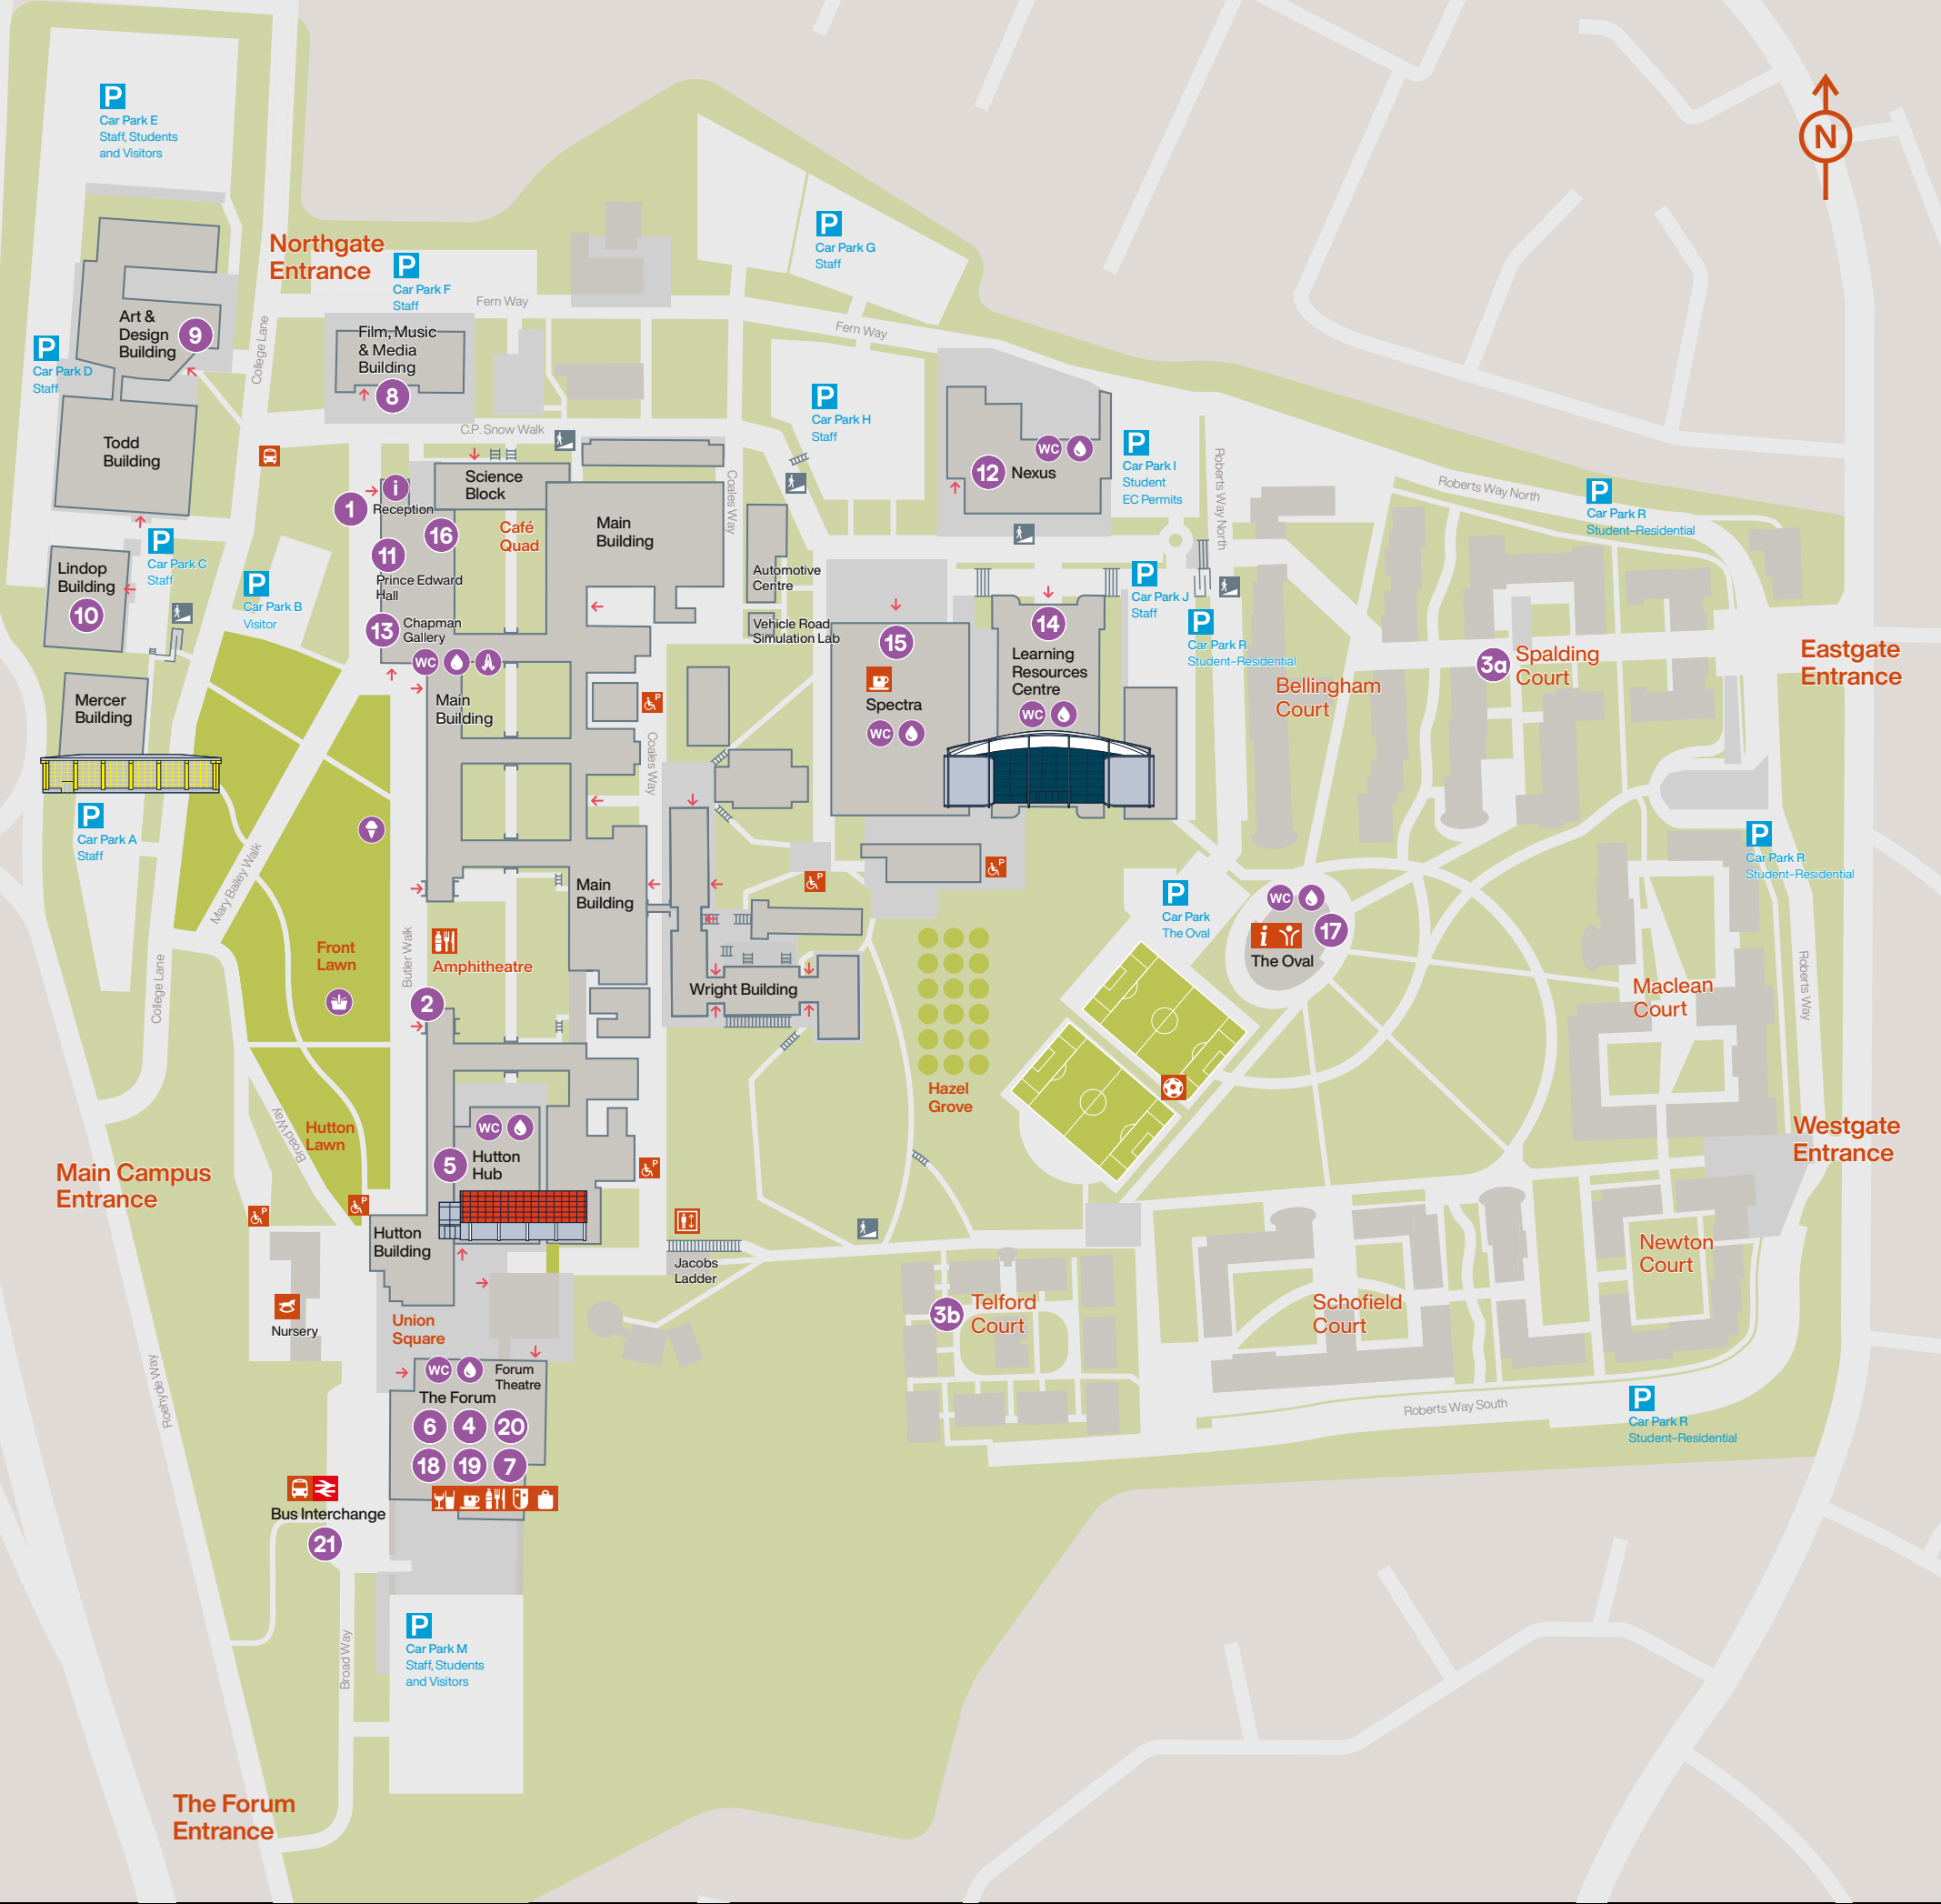 N
P
Car Park E
Staff, Students
and Visitors
Northgate
Entrance
P
Car Park F
Staff
P
Car Park G
Staff
Fern Way
Fern Way
Art &
Design
Building
9
P
Car Park D
Staff
College Lane
Film, Music
& Media
Building
8
P
Car Park H
Staff
C.P. Snow Walk
Todd
Building
Science
Block
i
Reception
1
16
Café
Quad
11
Prince Edward
Hall
13
Chapman
Gallery
WC
Main
Building
Coales Way
Automotive
Centre
Vehicle Road
Simulation Lab
12
Nexus
WC
P
Car Park I
Student
EC Permits
Roberts Way North
Roberts Way North
P
Car Park R
Student–Residential
P
Car Park C
Staff
Lindop
Building
10
P
Car Park B
Visitor
Mercer
Building
P
Car Park A
Staff
Main
Building
Coales Way
15
Spectra
WC
14
Learning
Resources
Centre
WC
P
Car Park J
Staff
P
Car Park R
Student–Residential
Bellingham
Court
3a
Spalding
Court
Eastgate
Entrance
P
Car Park R
Student–Residential
Mary Bailey Walk
Front
Lawn
Butler Walk
College Lane
Amphitheatre
2
Main
Building
P
P
P
Wright Building
P
Car Park
The Oval
WC
17
i
The Oval
Maclean
Court
Roberts Way
Hazel
Grove
Hutton
Lawn
Broad Way
WC
5
Hutton
Hub
P
Main Campus
Entrance
P
P
Hutton
Building
Westgate
Entrance
Jacobs
Ladder
Nursery
Union
Square
3b
Telford
Court
Schofield
Court
Newton
Court
Roberts Way South
P
Car Park R
Student–Residential
Roehyde Way
WC
Forum
Theatre
The Forum
6
4
20
18
19
7
Bus Interchange
21
P
Car Park M
Staff, Students
and Visitors
Broad Way
The Forum
Entrance